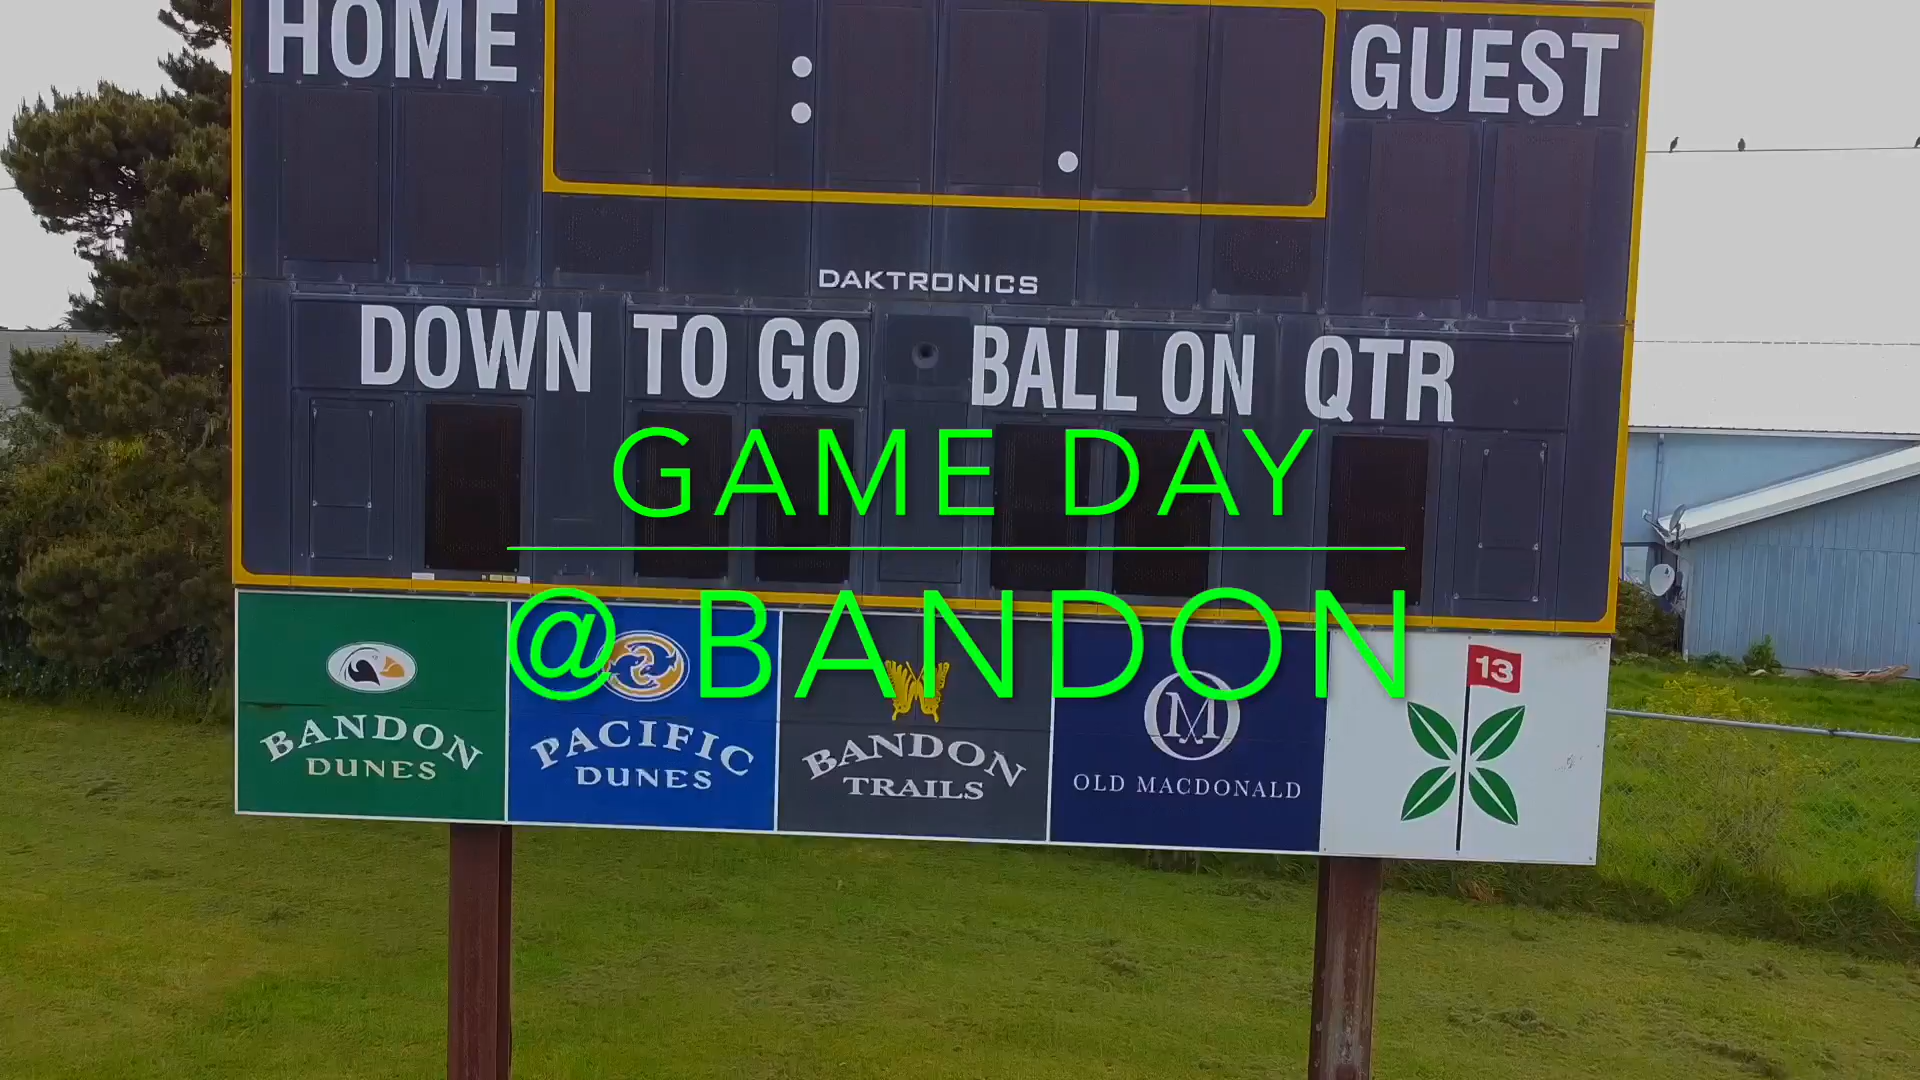 HOME
GUEST
DAKTRONICS
DOWN TO GO BALL ON QTR
GAME DAY
@ BANDON
BANDON
DUNES
PACIFIC
DUNES
BANDON
TRAILS
OM
OLD MACDONALD
13